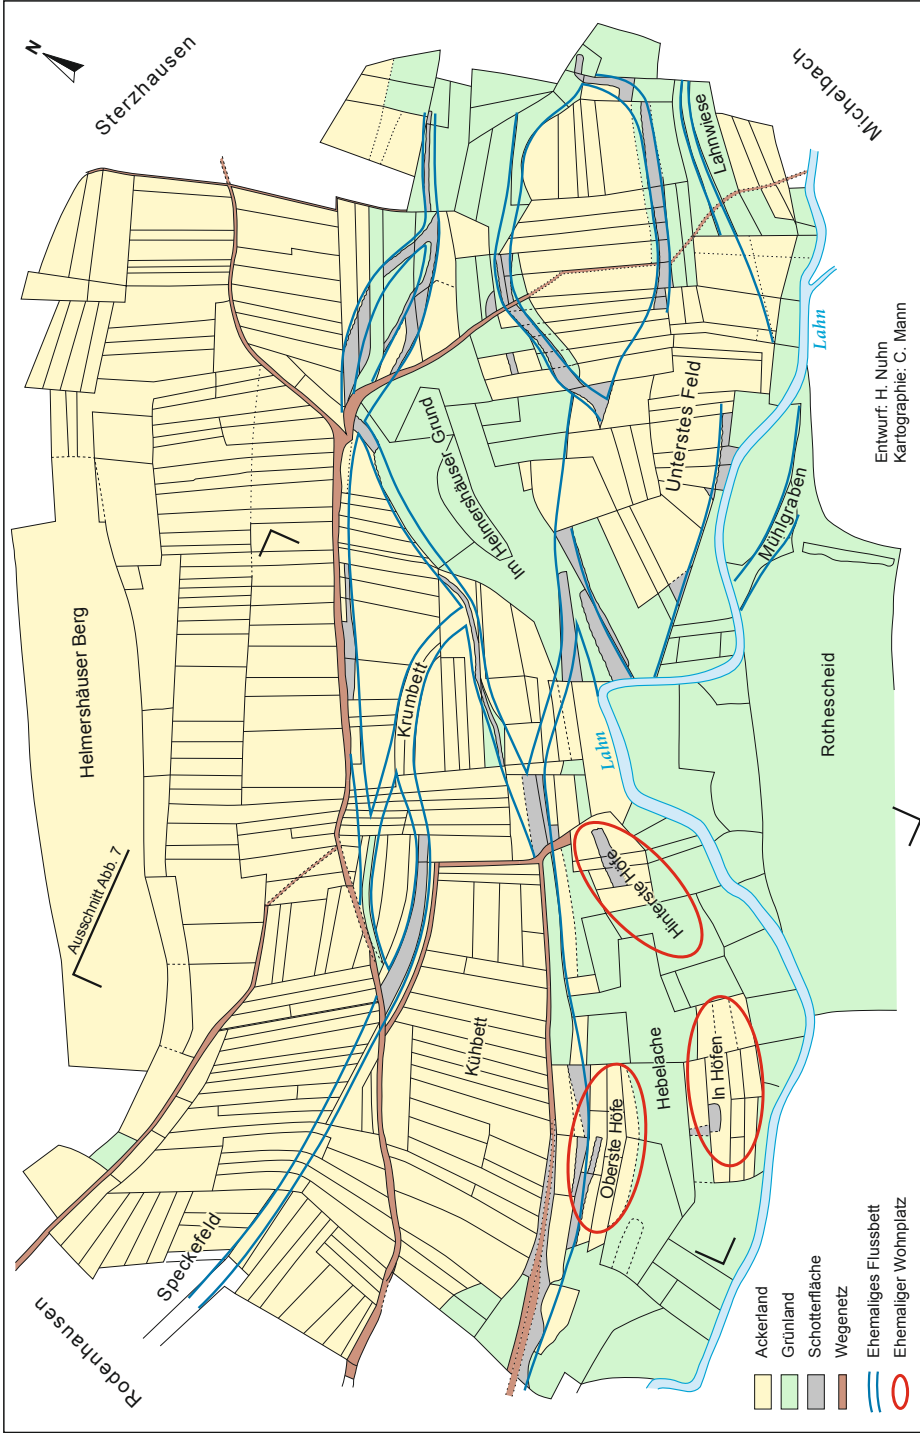 N
Sterzhausen
Michelbach
Lahnwiese
Helmershäuser Berg
Ausschnitt Abb. 7
Im Helmershäuser Grund
Unterstes Feld
Lahn
Entwurf: H. Nuhn
Kartographie: C. Mann
Mühlgraben
Krumbett
Lahn
Rothescheid
Hinterste Höfe
Kühbett
Hebelache
In Höfen
Oberste Höfe
Speckefeld
Rodenhausen
Ackerland
Grünland
Schotterfläche
Wegenetz
Ehemaliges Flussbett
Ehemaliger Wohnplatz